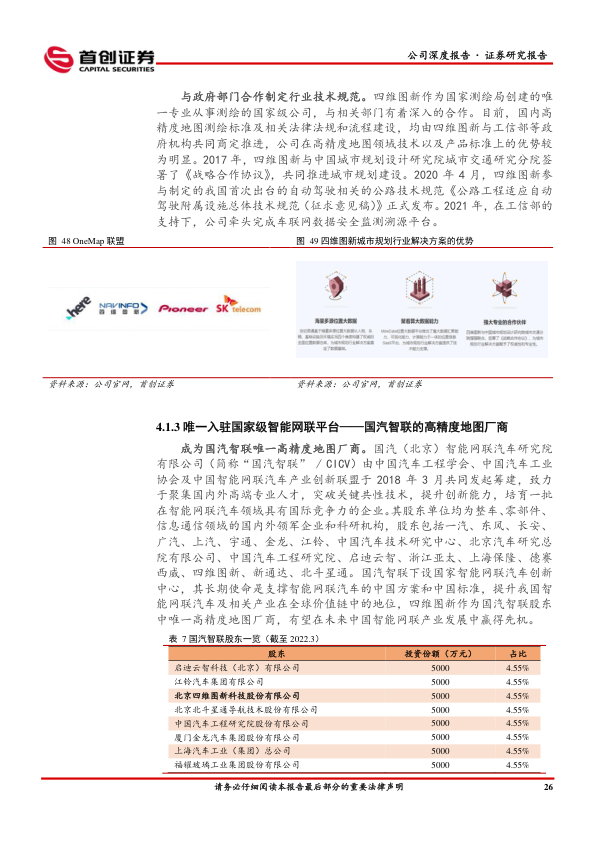 首创证券
CAPITAL SECURITIES
公司深度报告 · 证券研究报告
与政府部门合作制定行业技术规范。四维图新作为国家测绘局创建的唯
一专业从事测绘的国家级公司，与相关部门有着深入的合作。目前，国内高
精度地图测绘标准及相关法律法规和流程建设，均由四维图新与工信部等政
府机构共同商定推进，公司在高精度地图领域技术以及产品标准上的优势较
为明显。2017 年，四维图新与中国城市规划设计研究院城市交通研究分院签
署了《战略合作协议》，共同推进城市规划建设。2020 年 4 月，四维图新参
与制定的我国首次出台的自动驾驶相关的公路技术规范《公路工程适应自动
驾驶附属设施总体技术规范（征求意见稿）》正式发布。2021 年，在工信部的
支持下，公司牵头完成车联网数据安全监测溯源平台。
图 48 OneMap 联盟
图 49 四维图新城市规划行业解决方案的优势
here
NAVINFO
四维图新
Pioneer
SK telecom
海量多源位置大数据
爱着陆大数据能力
强大专业的合作伙伴
资料来源：公司官网，首创证券
资料来源：公司官网，首创证券
4.1.3 唯一入驻国家级智能网联平台——国汽智联的高精度地图厂商
成为国汽智联唯一高精度地图厂商。国汽（北京）智能网联汽车研究院
有限公司（简称“国汽智联” / CICV）由中国汽车工程学会、中国汽车工业
协会及中国智能网联汽车产业创新联盟于 2018 年 3 月共同发起筹建，致力
于聚集国内外高端专业人才，突破关键共性技术，提升创新能力，培育一批
在智能网联汽车领域具有国际竞争力的企业。其股东单位均为整车、零部件、
信息通信领域的国内外领军企业和科研机构，股东包括一汽、东风、长安、
广汽、上汽、宇通、金龙、江铃、中国汽车技术研究中心、北京汽车研究总
院有限公司、中国汽车工程研究院、启迪云智、浙江亚太、上海保隆、德赛
西威、四维图新、新通达、北斗星通。国汽智联下设国家智能网联汽车创新
中心，其长期使命是支撑智能网联汽车的中国方案和中国标准，提升我国智
能网联汽车及相关产业在全球价值链中的地位，四维图新作为国汽智联股东
中唯一高精度地图厂商，有望在未来中国智能网联产业发展中赢得先机。
表 7 国汽智联股东一览（截至 2022.3）
股东 投资份额（万元） 占比
启迪云智科技（北京）有限公司 5000 4.55%
江铃汽车集团有限公司 5000 4.55%
北京四维图新科技股份有限公司 5000 4.55%
北京北斗星通导航技术股份有限公司 5000 4.55%
中国汽车工程研究院股份有限公司 5000 4.55%
厦门金龙汽车集团股份有限公司 5000 4.55%
上海汽车工业（集团）总公司 5000 4.55%
福耀玻璃工业集团股份有限公司 5000 4.55%
请务必仔细阅读本报告最后部分的重要法律声明
26